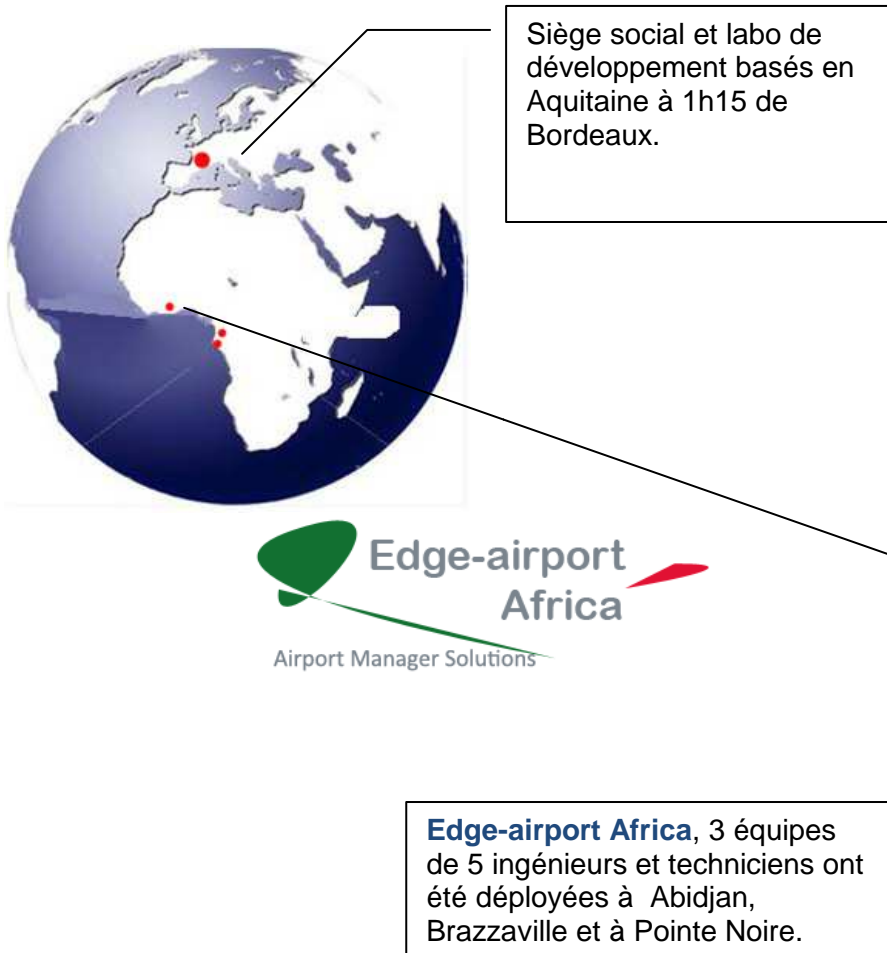 Siège social et labo de
développement basés en
Aquitaine à 1h15 de
Bordeaux.
Edge-airport
Africa
Airport Manager Solutions
Edge-airport Africa, 3 équipes
de 5 ingénieurs et techniciens ont
été déployées à Abidjan,
Brazzaville et à Pointe Noire.